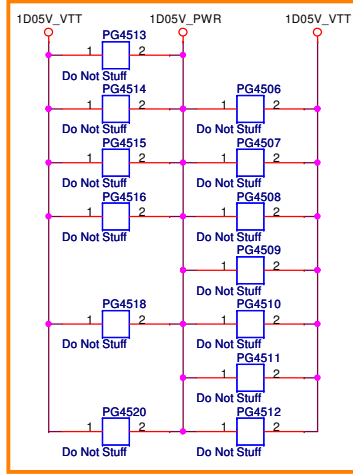 1D05V_VTT 1D05V_PWR 1D05V_VTT
PG4513
1 2
Do Not Stuff
PG4514 PG4506
1 2 1 2
Do Not Stuff Do Not Stuff
PG4515 PG4507
1 2 1 2
Do Not Stuff Do Not Stuff
PG4516 PG4508
1 2 1 2
Do Not Stuff Do Not Stuff
PG4509
1 2
Do Not Stuff
PG4518 PG4510
1 2 1 2
Do Not Stuff Do Not Stuff
PG4511
1 2
Do Not Stuff
PG4520 PG4512
1 2 1 2
Do Not Stuff Do Not Stuff